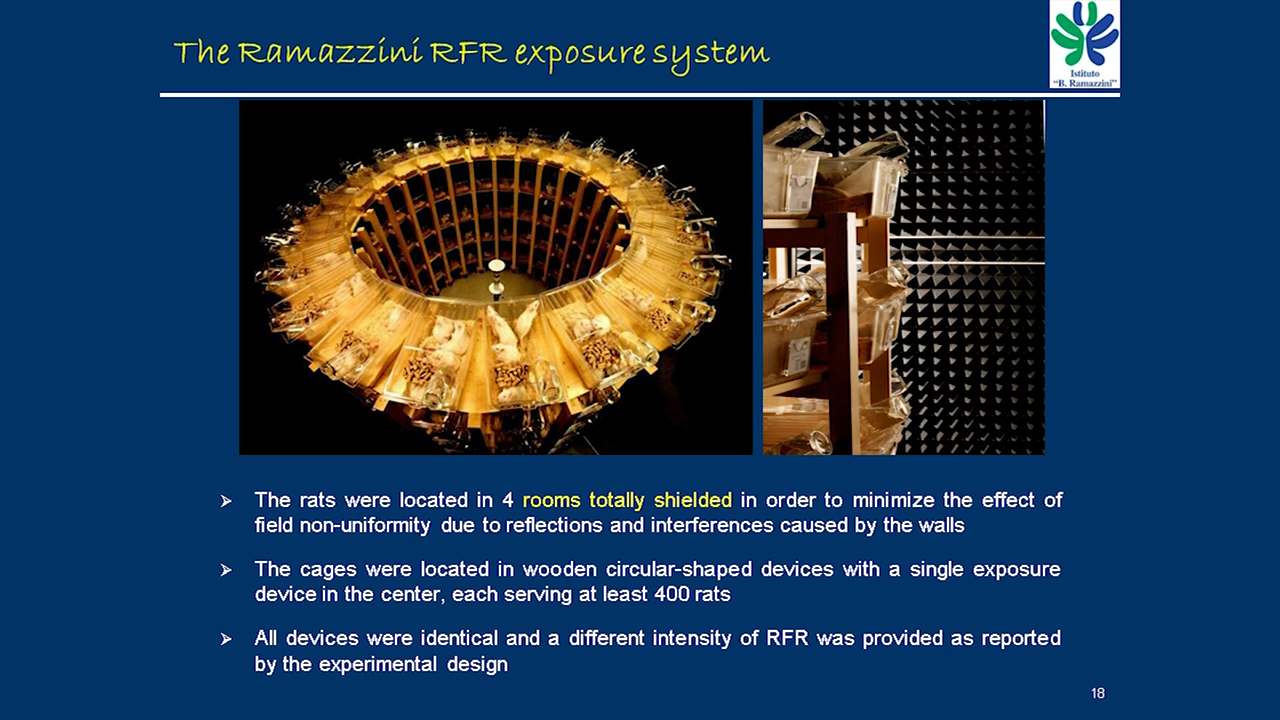 The Ramazzini RFR exposure system
Istituto
"B. Ramazzini"
The rats were located in 4 rooms totally shielded in order to minimize the effect of
field non-uniformity due to reflections and interferences caused by the walls
The cages were located in wooden circular-shaped devices with a single exposure
device in the center, each serving at least 400 rats
All devices were identical and a different intensity of RFR was provided as reported
by the experimental design
18